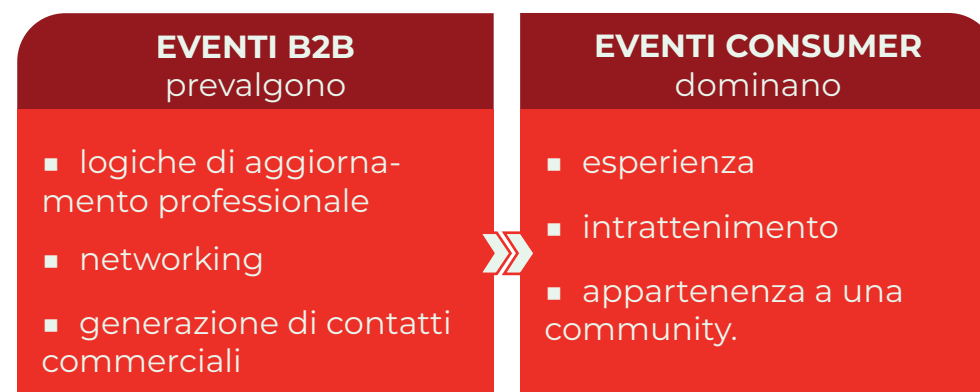 EVENTI B2B
prevalgono
▪ logiche di aggiorna-
mento professionale
▪ networking
▪ generazione di contatti
commerciali
EVENTI CONSUMER
dominano
▪ esperienza
▪ intrattenimento
▪ appartenenza a una
community.